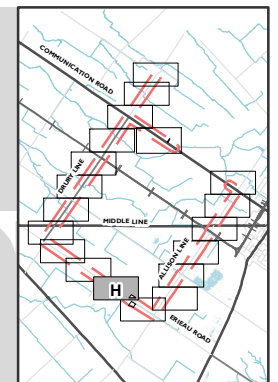 COMMUNICATION ROAD
DRURY LINE
MIDDLE LINE
ALLISON LINE
H
ERIEAU ROAD